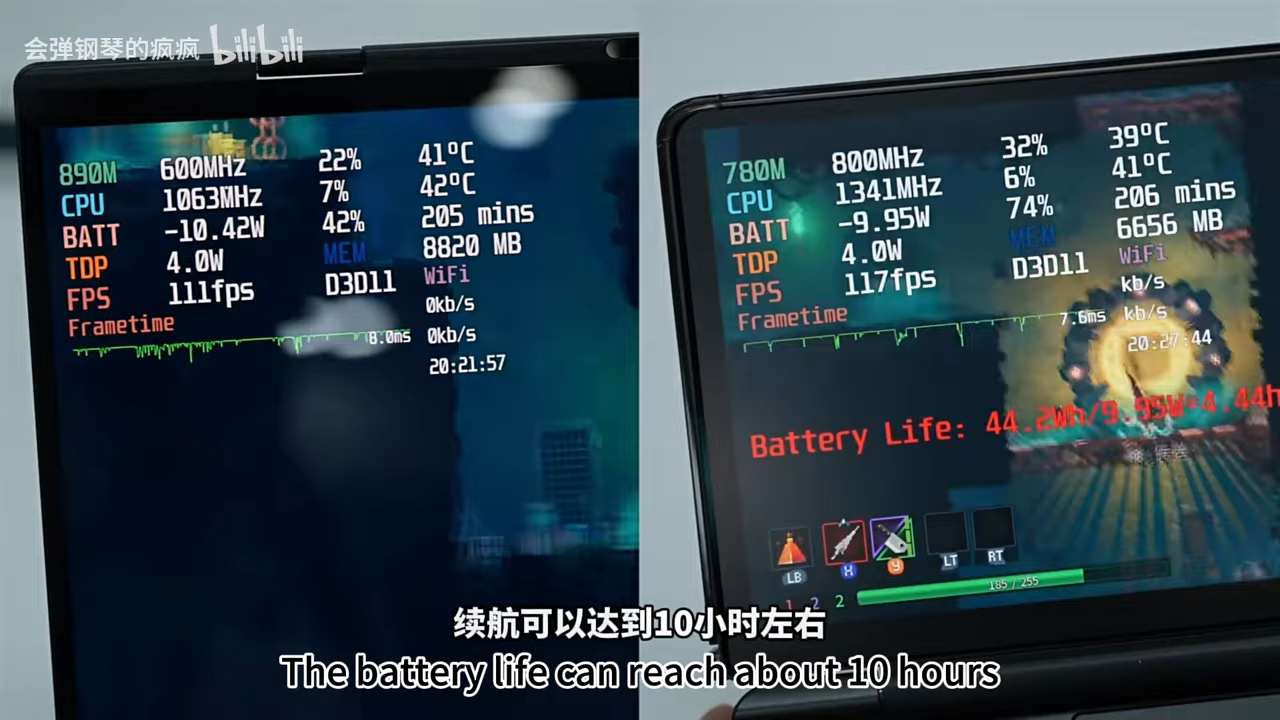 会弹钢琴的疯疯 bilibili
890M 600MHz 22% 41°C
CPU 1063MHz 7% 42°C
BATT -10.42W 42% 205 mins
TDP 4.0W MEM 8820 MB
FPS 111fps D3D11 WiFi
Frametime 0kb/s
8.0ms 0kb/s
20:21:57
780M 800MHz 32% 39°C
CPU 1341MHz 6% 41°C
BATT -9.95W 74% 206 mins
TDP 4.0W MEM 6656 MB
FPS 117fps D3D11 WiFi
Frametime kb/s
7.6ms kb/s
20:27:44
Battery Life: 44.2Wh/9.95W=4.44h
LB X Y LT RT
1 2 2 185 / 255
续航可以达到10小时左右
The battery life can reach about 10 hours